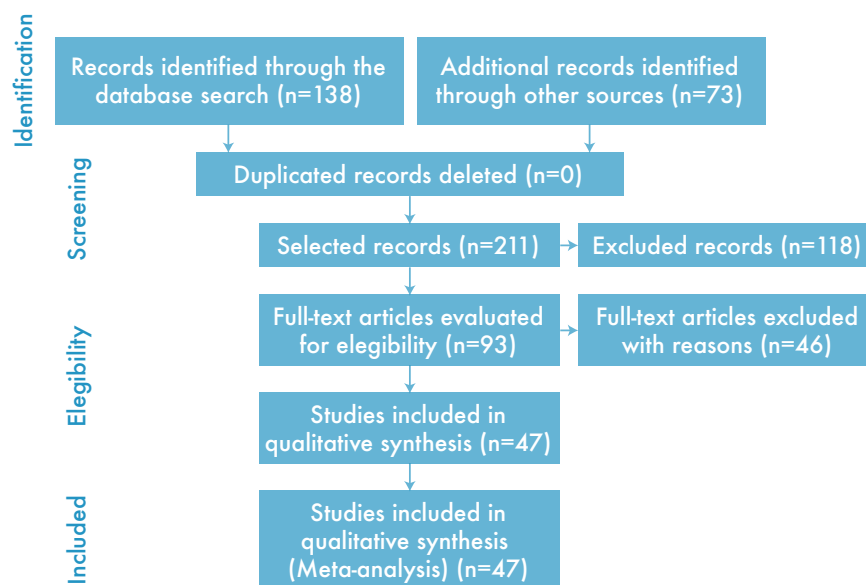 Identification
Records identified through the
database search (n=138)
Additional records identified
through other sources (n=73)
Screening
Duplicated records deleted (n=0)
Selected records (n=211)
Excluded records (n=118)
Elegibility
Full-text articles evaluated
for elegibility (n=93)
Full-text articles excluded
with reasons (n=46)
Studies included in
qualitative synthesis (n=47)
Included
Studies included in
qualitative synthesis
(Meta-analysis) (n=47)